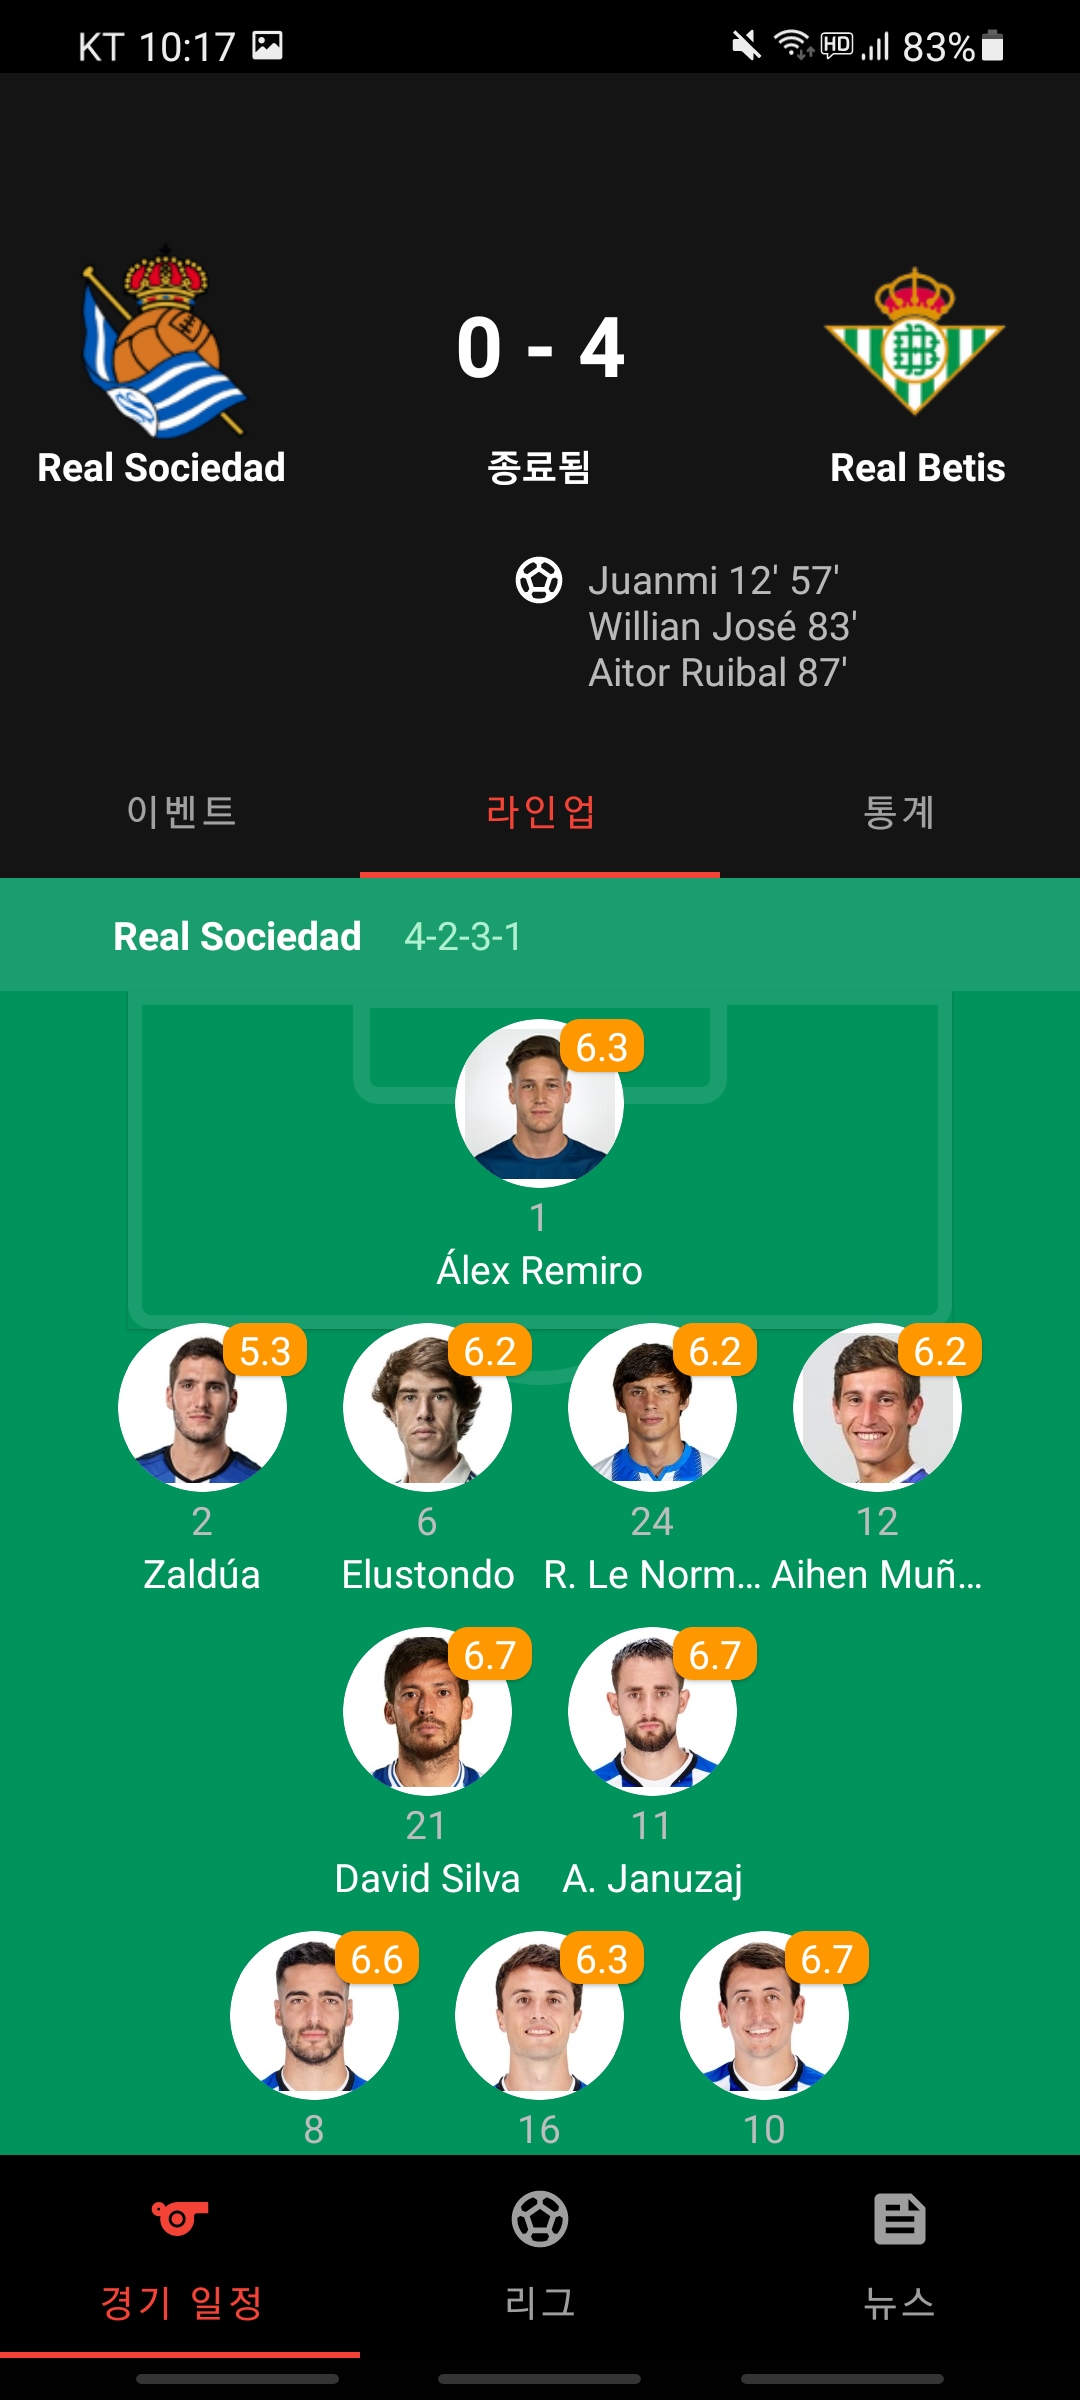 KT 10:17 HD 83%
0 - 4
Real Sociedad 종료됨 Real Betis
Juanmi 12' 57'
Willian José 83'
Aitor Ruibal 87'
이벤트 라인업 통계
Real Sociedad 4-2-3-1
6.3
1
Álex Remiro
5.3 6.2 6.2 6.2
2 6 24 12
Zaldúa Elustondo R. Le Norm... Aihen Muñ...
6.7 6.7
21 11
David Silva A. Januzaj
6.6 6.3 6.7
8 16 10
경기 일정 리그 뉴스